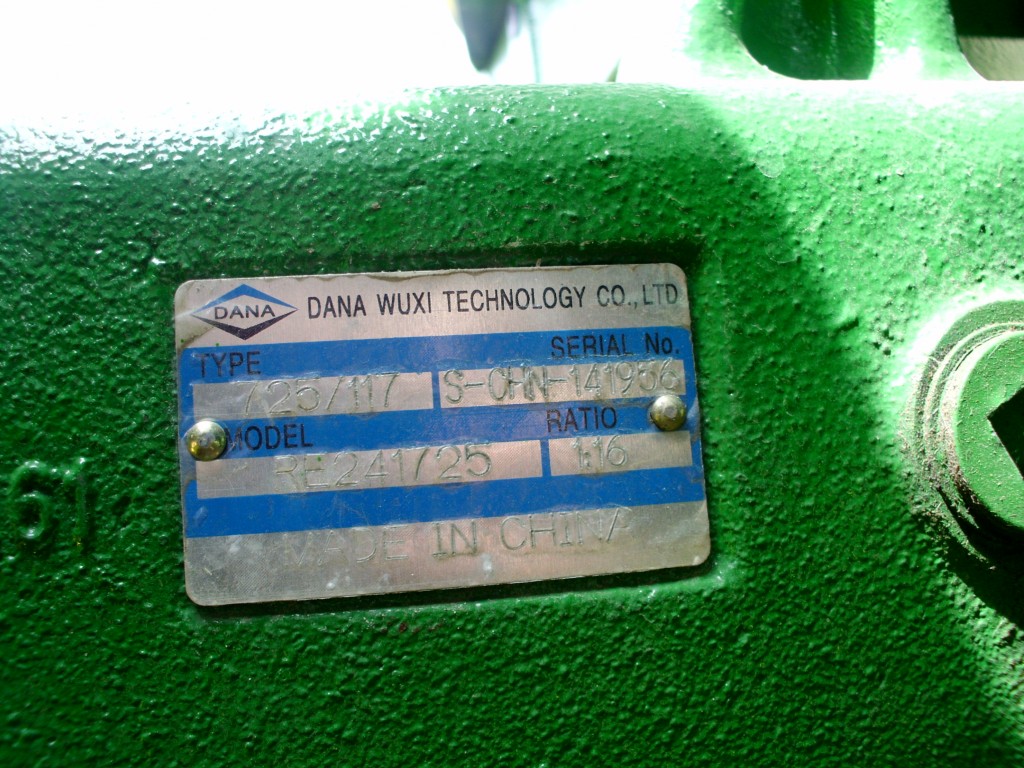 DANA DANA WUXI TECHNOLOGY CO., LTD
TYPE SERIAL No.
725/117 S-CHN-141956
MODEL RATIO
RE241725 1:16
MADE IN CHINA
61